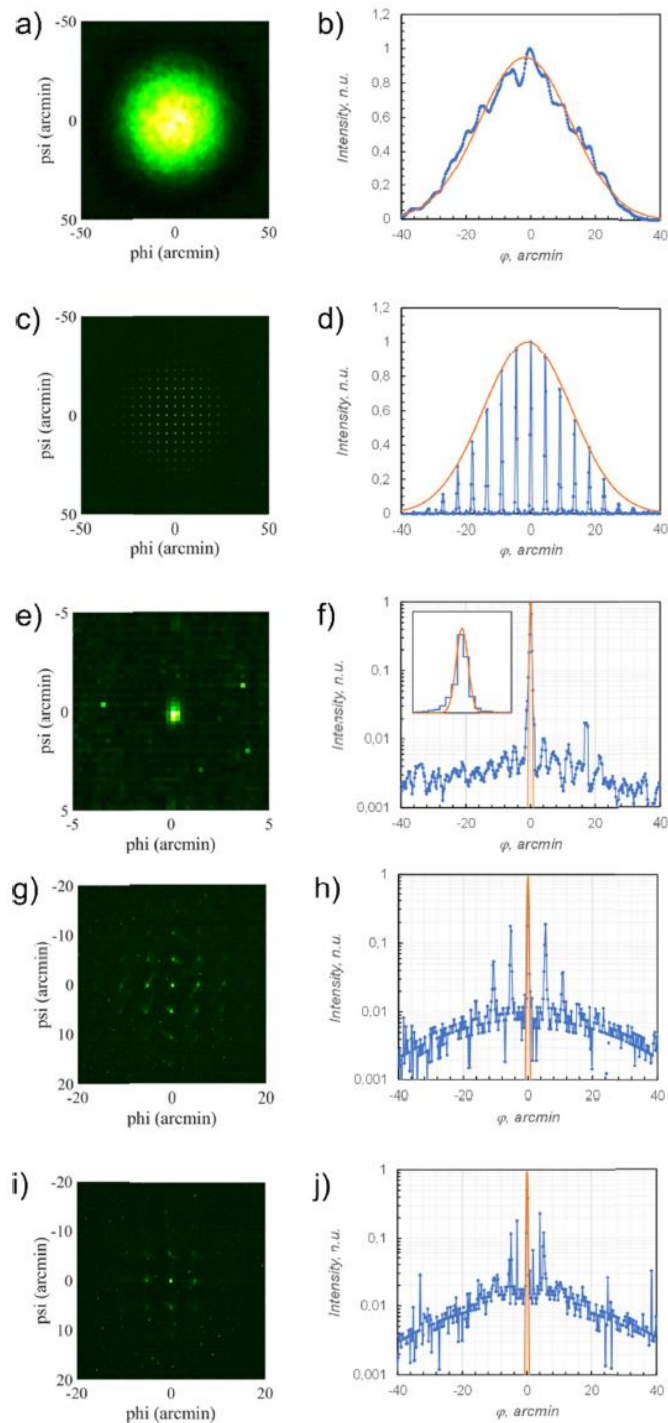 a)
-50
0
50
psi (arcmin)
-50
0
50
phi (arcmin)
b)
1,2
1
0,8
0,6
0,4
0,2
0
Intensity, n.u.
-40
-20
0
20
40
φ, arcmin
c)
-50
0
50
psi (arcmin)
-50
0
50
phi (arcmin)
d)
1,2
1
0,8
0,6
0,4
0,2
0
Intensity, n.u.
-40
-20
0
20
40
φ, arcmin
e)
-5
0
5
psi (arcmin)
-5
0
5
phi (arcmin)
f)
1
0,1
0,01
0,001
Intensity, n.u.
-40
-20
0
20
40
φ, arcmin
g)
-20
-10
0
10
20
psi (arcmin)
-20
0
20
phi (arcmin)
h)
1
0,1
0,01
0,001
Intensity, n.u.
-40
-20
0
20
40
φ, arcmin
i)
-20
-10
0
10
20
psi (arcmin)
-20
0
20
phi (arcmin)
j)
1
0,1
0,01
0,001
Intensity, n.u.
-40
-20
0
20
40
φ, arcmin